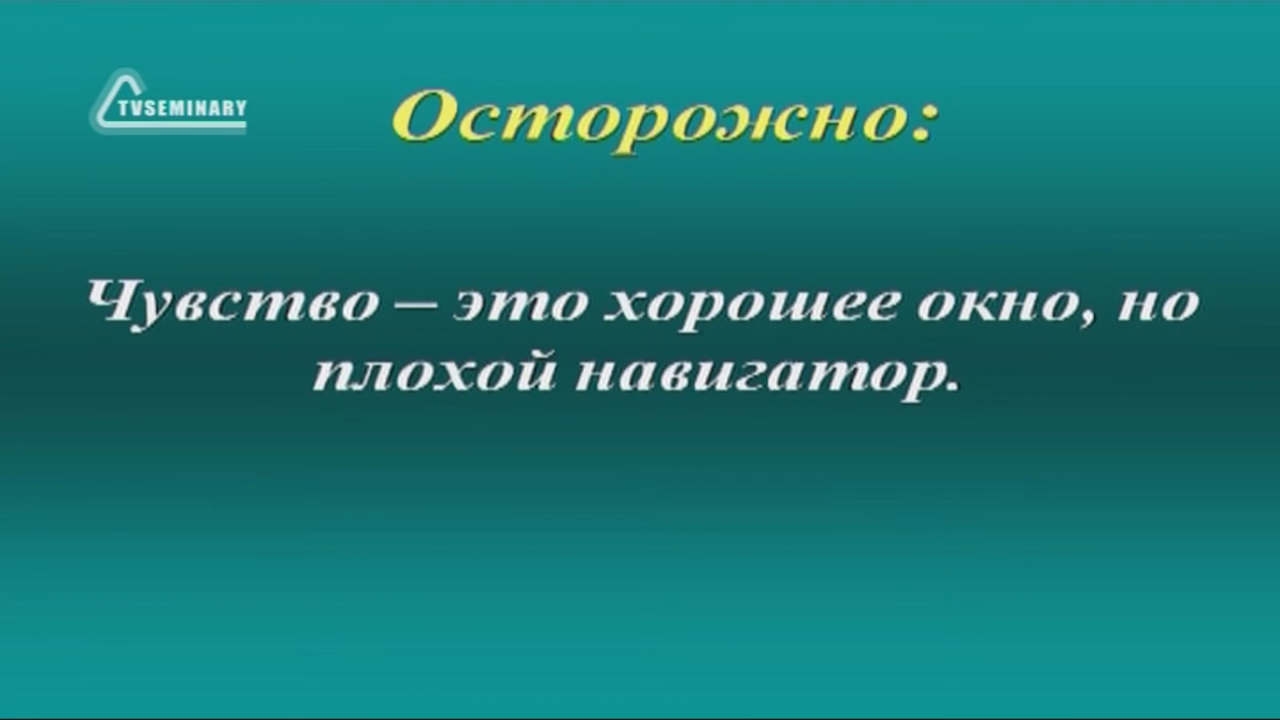 TVSEMINARY
Осторожно:
Чувство – это хорошее окно, но
плохой навигатор.